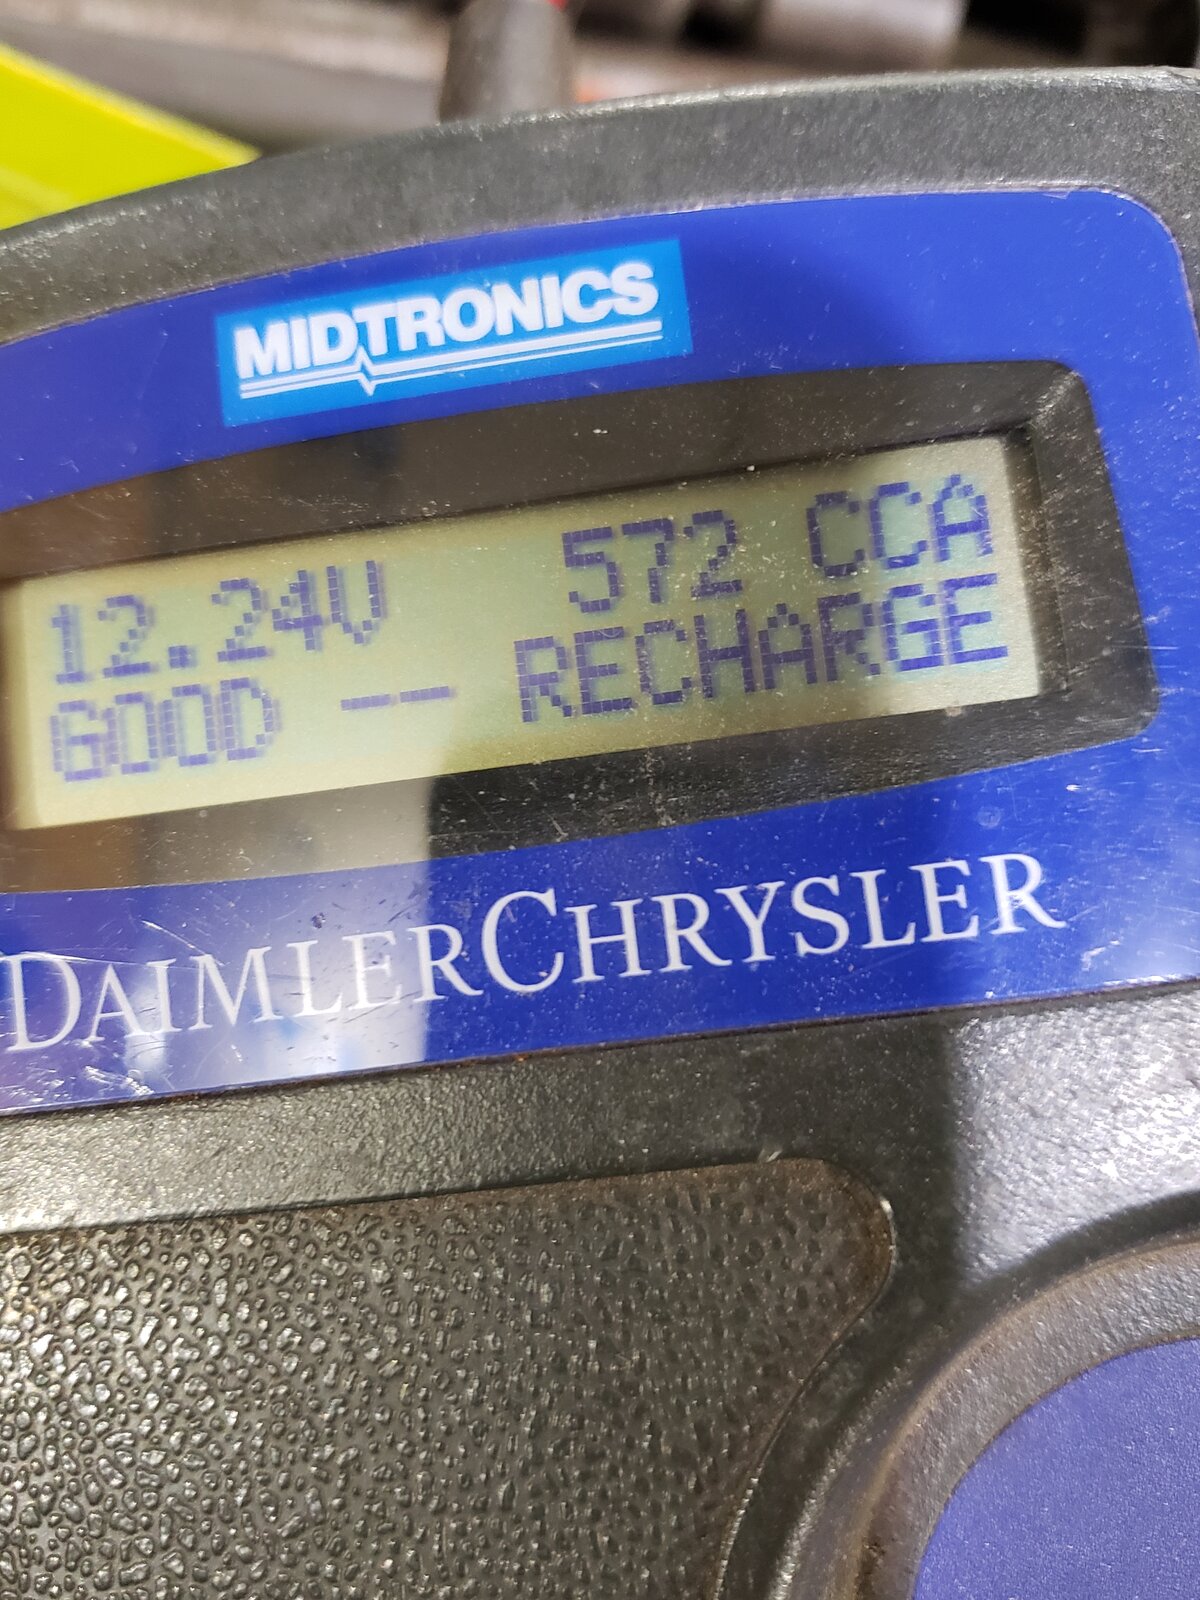 MIDTRONICS
12.24V 572 CCA
GOOD -- RECHARGE
DAIMLERCHRYSLER